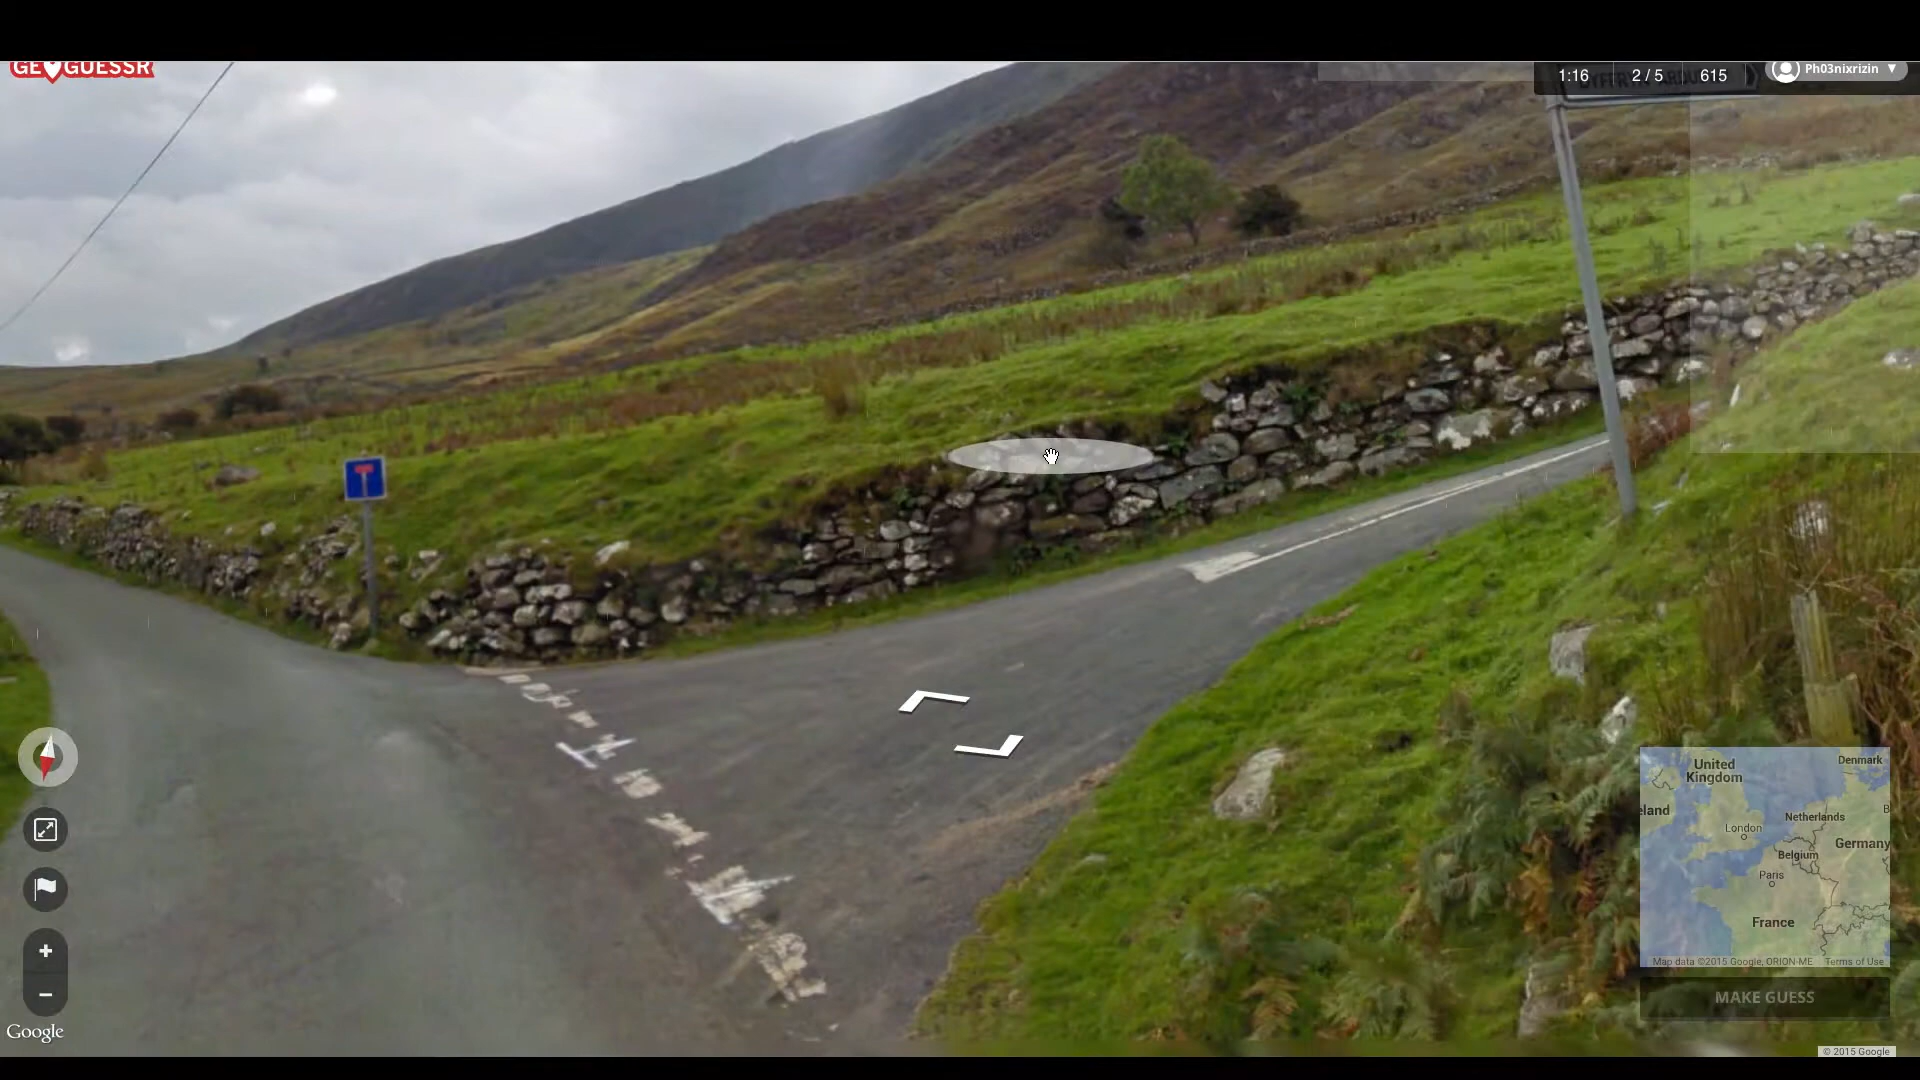 GEOGUESSR
1:16
2 / 5
615
Ph03nixrizin
United
Kingdom
Denmark
eland
Netherlands
London
Germany
Belgium
Paris
France
Map data ©2015 Google, ORION-ME
Terms of Use
MAKE GUESS
Google
© 2015 Google